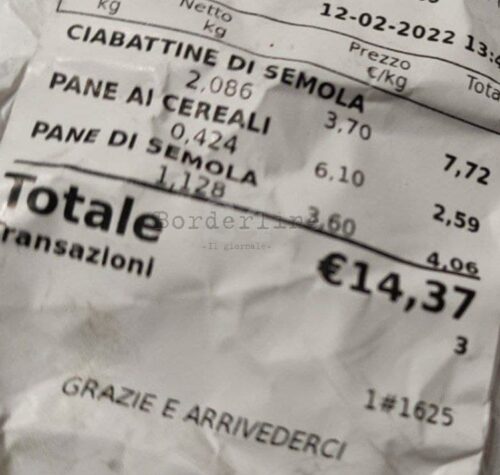 kg Netto kg 12-02-2022 13:4
Prezzo €/kg Tota
CIABATTINE DI SEMOLA
2,086 3,70 7,72
PANE AI CEREALI
0,424 6,10 2,59
PANE DI SEMOLA
1,128 3,60 4,06
Totale €14,37
ransazioni 3
1#1625
GRAZIE E ARRIVEDERCI
Borderline
-Il giornale-